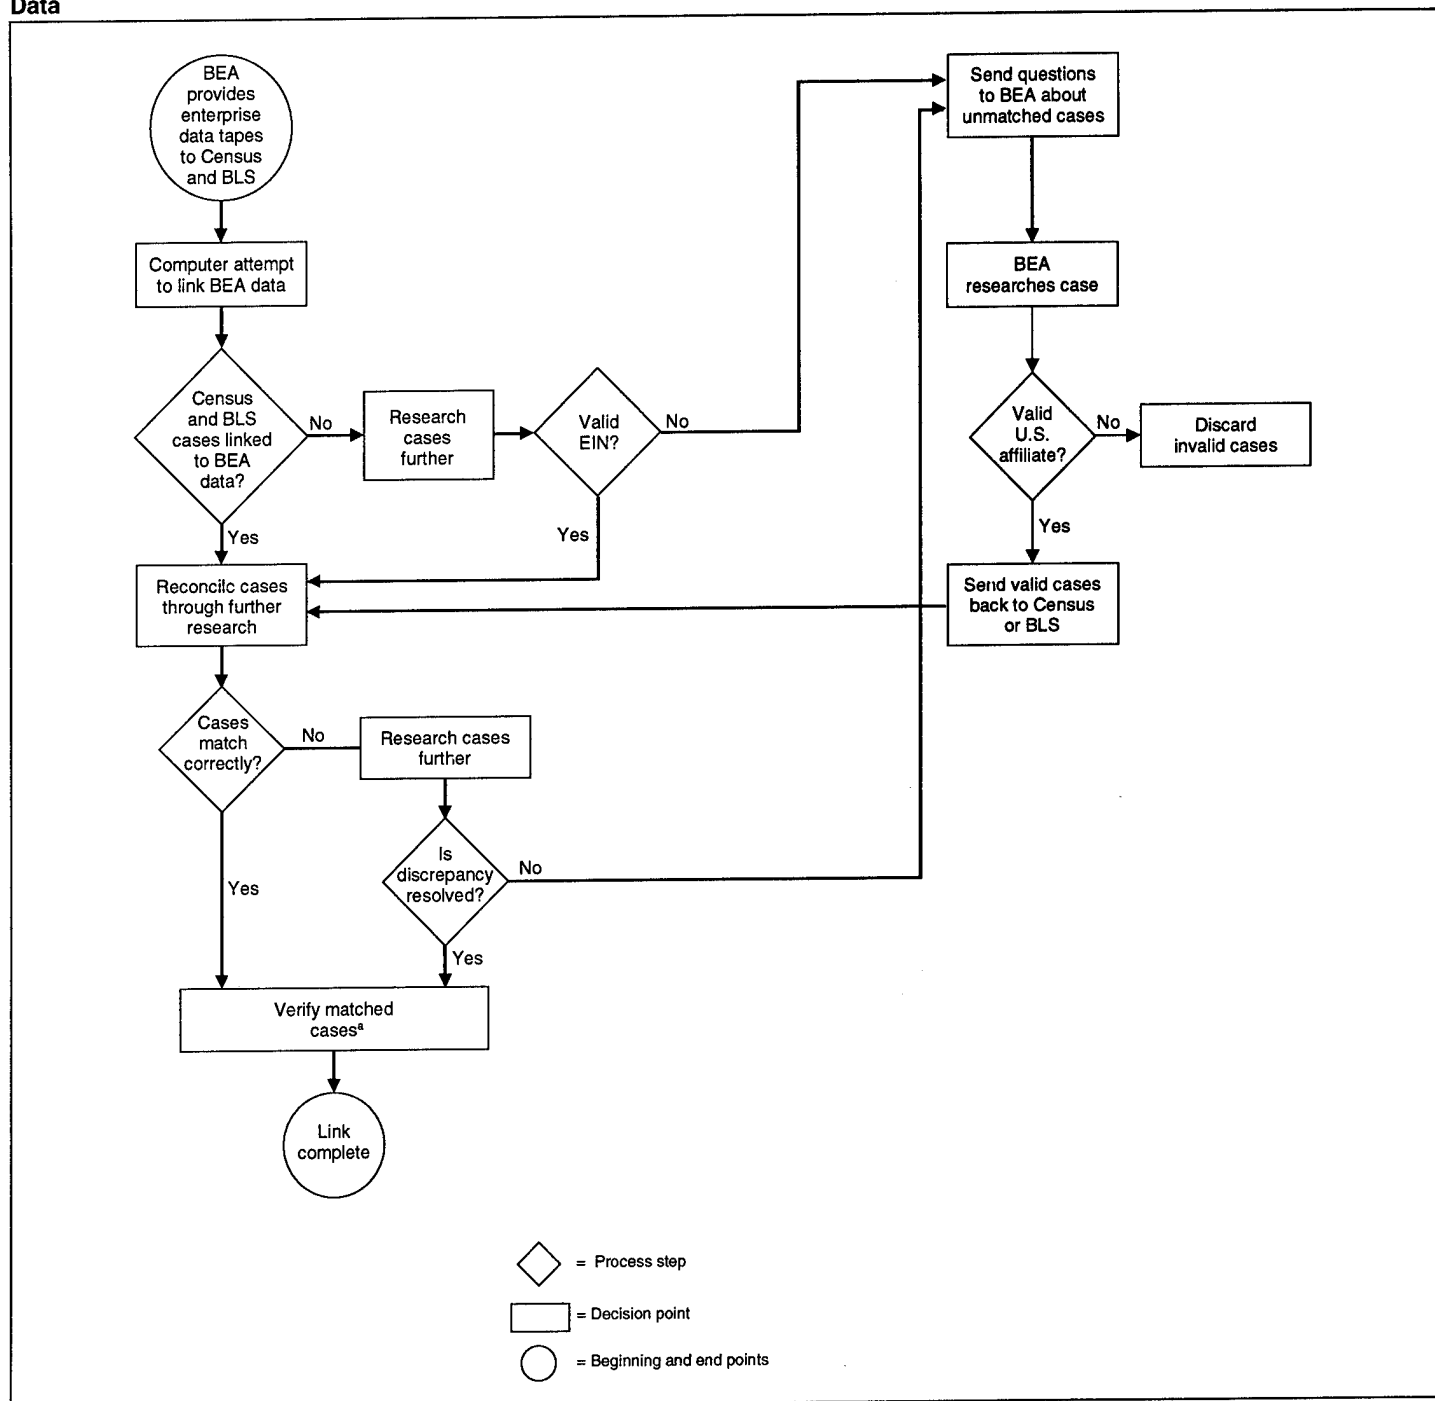 Data
BEA
provides
enterprise
data tapes
to Census
and BLS
Computer attempt
to link BEA data
Census
and BLS
cases linked
to BEA
data?
No
Yes
Research
cases
further
Valid
EIN?
No
Yes
Send questions
to BEA about
unmatched cases
BEA
researches case
Valid
U.S.
affiliate?
No
Discard
invalid cases
Yes
Send valid cases
back to Census
or BLS
Reconcile cases
through further
research
Cases
match
correctly?
No
Research cases
further
Yes
Is
discrepancy
resolved?
No
Yes
Verify matched
casesª
Link
complete
= Process step
= Decision point
= Beginning and end points